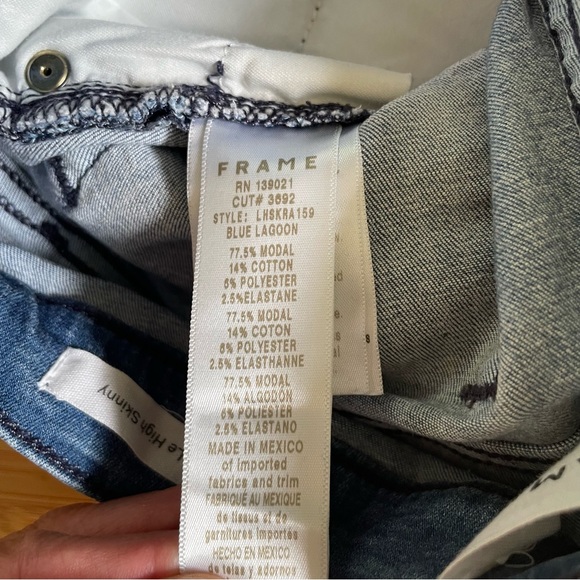 FRAME
RN 139021
CUT# 3692
STYLE: LHSKRA159
BLUE LAGOON
77.5% MODAL
14% COTTON
6% POLYESTER
2.5%ELASTANE
77.5% MODAL
14% COTON
6% POLYESTER
2.5% ELASTHANNE
77.5% MODAL
14% ALGODÓN
6% POLIESTER
2.5% ELASTANO
MADE IN MEXICO
of imported
fabrics and trim
FABRIQUÉ AU MEXIQUE
de tissus et de
garnitures importés
HECHO EN MEXICO
de telas y adornos
Le High Skinny